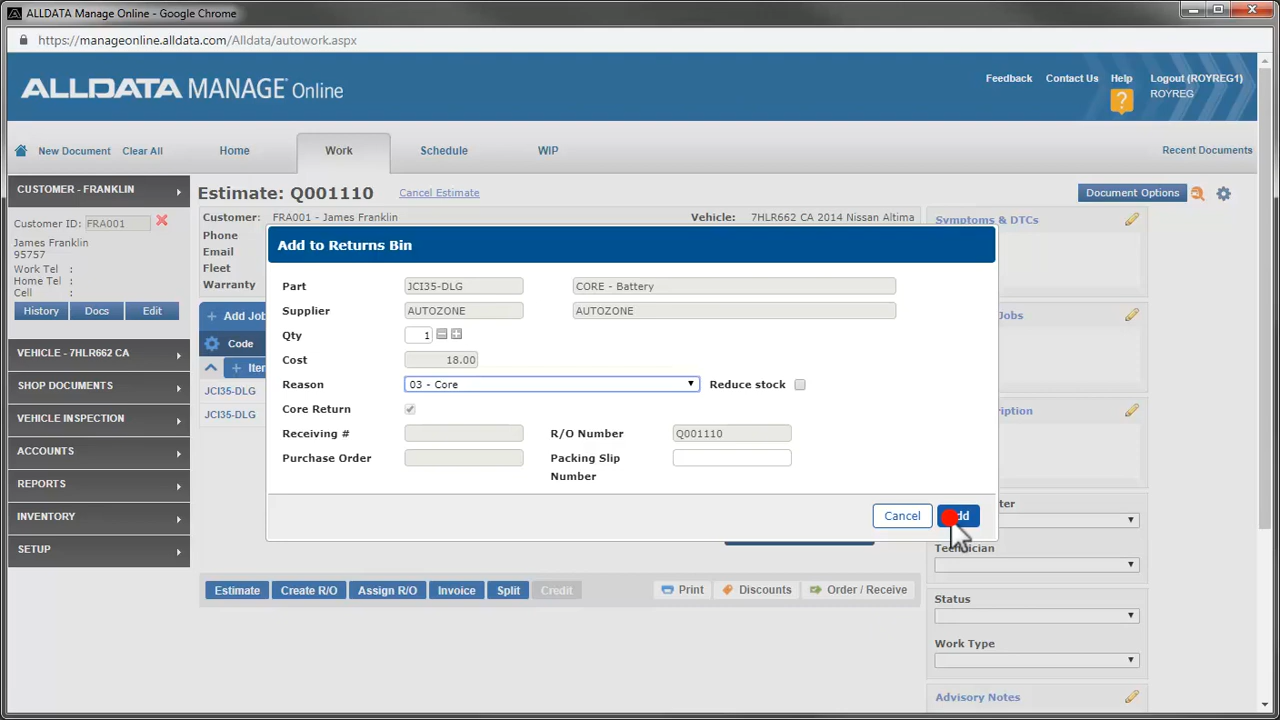 ALLDATA Manage Online - Google Chrome
https://manageonline.alldata.com/Alldata/autowork.aspx
ALLDATA MANAGE Online
Feedback Contact Us Help Logout (ROYREG1)
ROYREG
?
New Document Clear All Home Work Schedule WIP Recent Documents
CUSTOMER - FRANKLIN
Customer ID: FRA001
James Franklin
95757
Work Tel :
Home Tel :
Cell :
History Docs Edit
VEHICLE - 7HLR662 CA
SHOP DOCUMENTS
VEHICLE INSPECTION
ACCOUNTS
REPORTS
INVENTORY
SETUP
Estimate: Q001110 Cancel Estimate Document Options
Customer: FRA001 - James Franklin Vehicle: 7HLR662 CA 2014 Nissan Altima
Phone
Email
Fleet
Warranty
Add Job
Code
JCI35-DLG
JCI35-DLG
Add to Returns Bin
Part JCI35-DLG CORE - Battery
Supplier AUTOZONE AUTOZONE
Qty 1
Cost 18.00
Reason 03 - Core Reduce stock
Core Return
Receiving # R/O Number Q001110
Purchase Order Packing Slip
Number
Cancel
Symptoms & DTCs
Jobs
Technician
Status
Work Type
Advisory Notes
Estimate Create R/O Assign R/O Invoice Split Credit Print Discounts Order / Receive